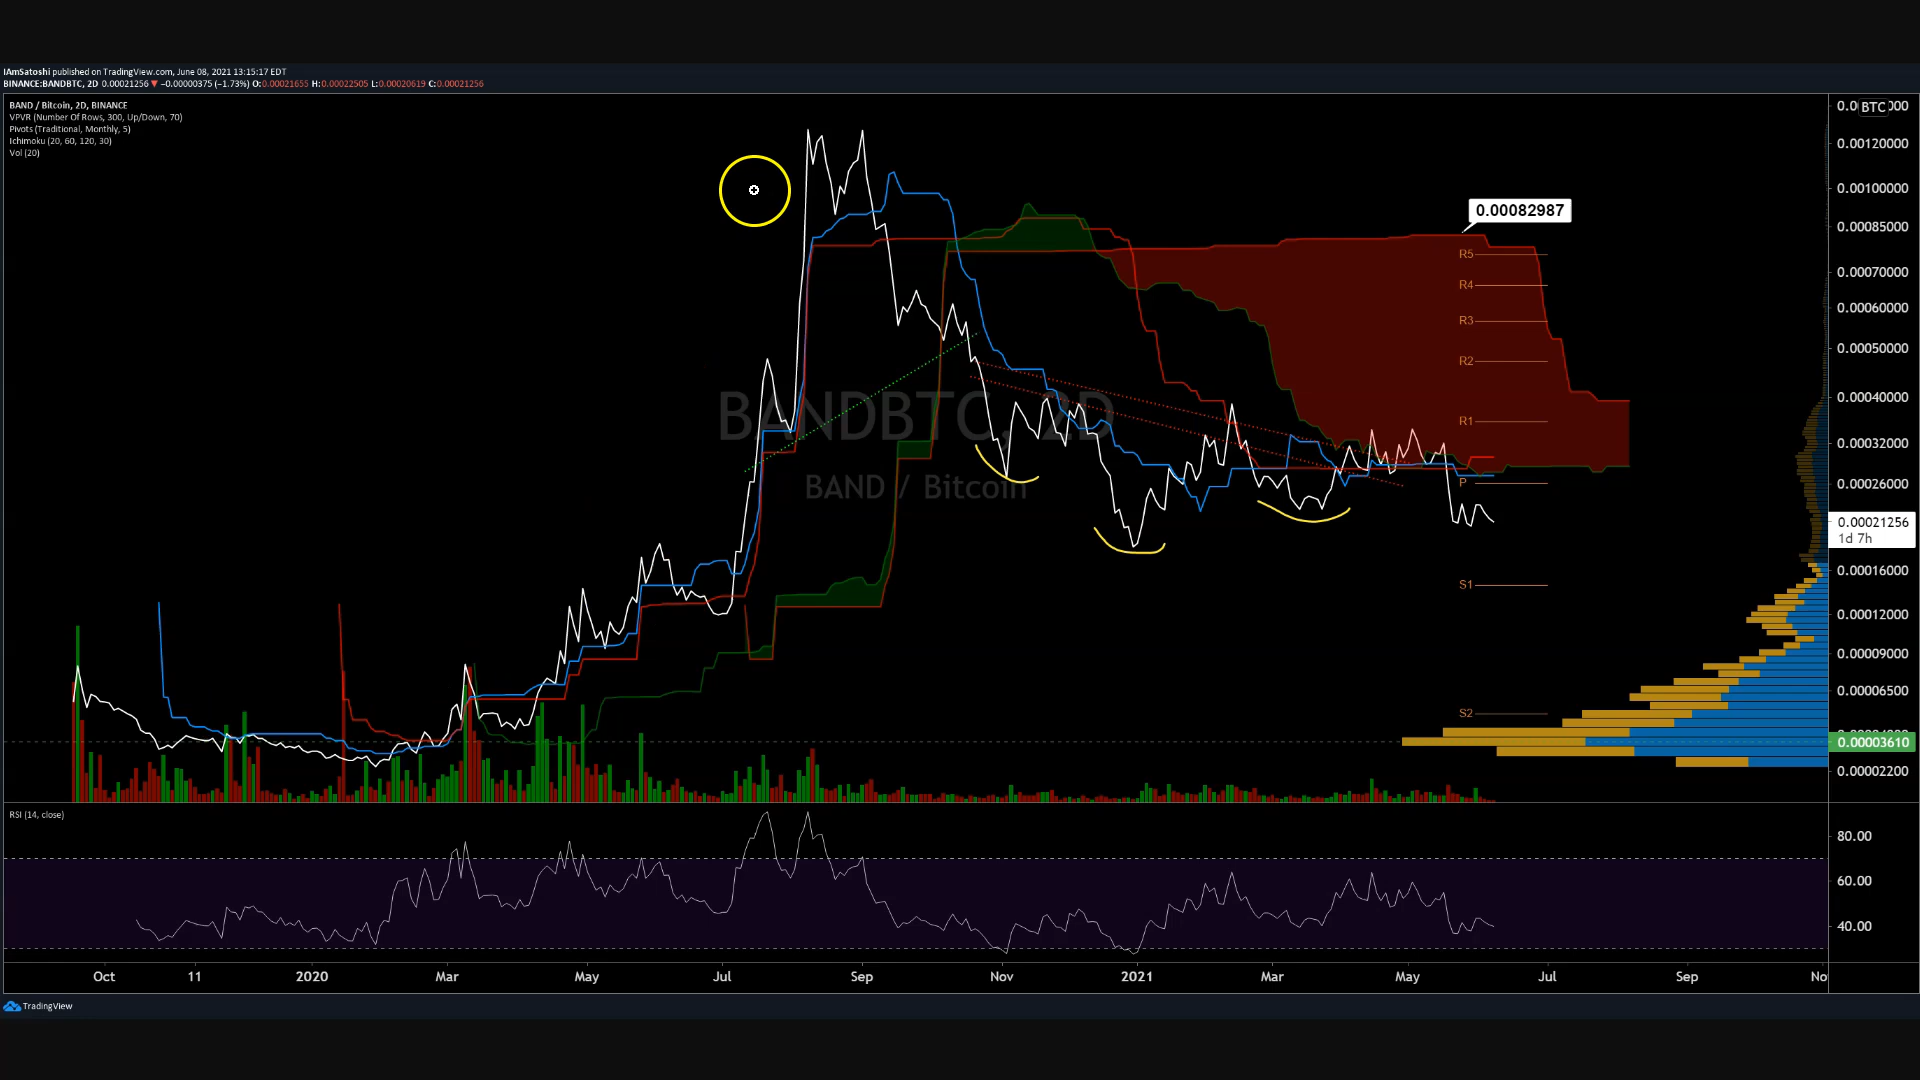 IAmSatoshi published on TradingView.com, June 08, 2021 13:15:17 EDT
BINANCE:BANDBTC, 2D 0.00021256 ▼ −0.00000375 (−1.73%) O:0.00021655 H:0.00022505 L:0.00020619 C:0.00021256
BAND / Bitcoin, 2D, BINANCE
VPVR (Number Of Rows, 300, Up/Down, 70)
Pivots (Traditional, Monthly, 5)
Ichimoku (20, 60, 120, 30)
Vol (20)
BTC
0.00120000
0.00100000
0.00082987
0.00085000
R5
0.00070000
R4
0.00060000
R3
0.00050000
R2
0.00040000
BANDBTC, 2D
R1
0.00032000
BAND / Bitcoin
P
0.00026000
0.00021256
1d 7h
0.00016000
S1
0.00012000
0.00009000
0.00006500
S2
0.00003610
0.00002200
RSI (14, close)
80.00
60.00
40.00
Oct 11 2020 Mar May Jul Sep Nov 2021 Mar May Jul Sep No
TradingView